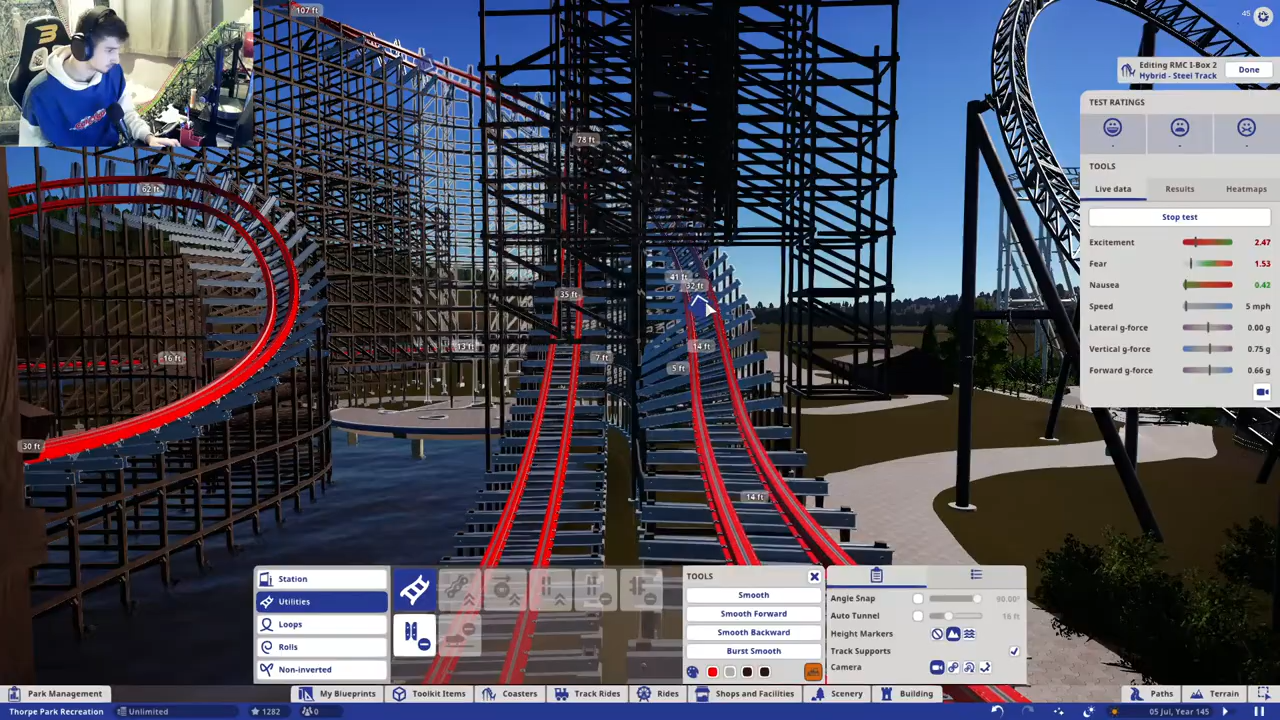 107 ft
45
Editing RMC I-Box 2
Hybrid - Steel Track
Done
TEST RATINGS
78 ft
- - -
TOOLS
62 ft
Live data Results Heatmaps
Stop test
Excitement 2.47
Fear 1.53
Nausea 0.42
Speed 5 mph
Lateral g-force 0.00 g
Vertical g-force 0.75 g
Forward g-force 0.66 g
41 ft
32 ft
35 ft
13 ft
14 ft
16 ft
7 ft
5 ft
30 ft
14 ft
Station
Utilities
Loops
Rolls
Non-inverted
TOOLS
Smooth
Smooth Forward
Smooth Backward
Burst Smooth
Angle Snap 90.00°
Auto Tunnel 16 ft
Height Markers
Track Supports
Camera
Park Management My Blueprints Toolkit Items Coasters Track Rides Rides Shops and Facilities Scenery Building Paths Terrain
Thorpe Park Recreation Unlimited 1282 0 05 Jul, Year 145